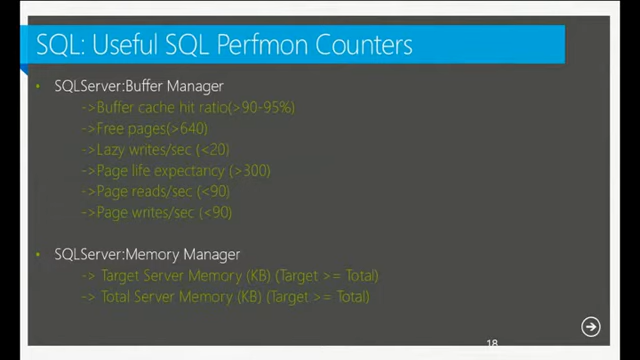 SQL: Useful SQL Perfmon Counters
• SQLServer:Buffer Manager
->Buffer cache hit ratio(>90-95%)
->Free pages(>640)
->Lazy writes/sec (<20)
->Page life expectancy (>300)
->Page reads/sec (<90)
->Page writes/sec (<90)
• SQLServer:Memory Manager
-> Target Server Memory (KB) (Target >= Total)
-> Total Server Memory (KB) (Target >= Total)
18